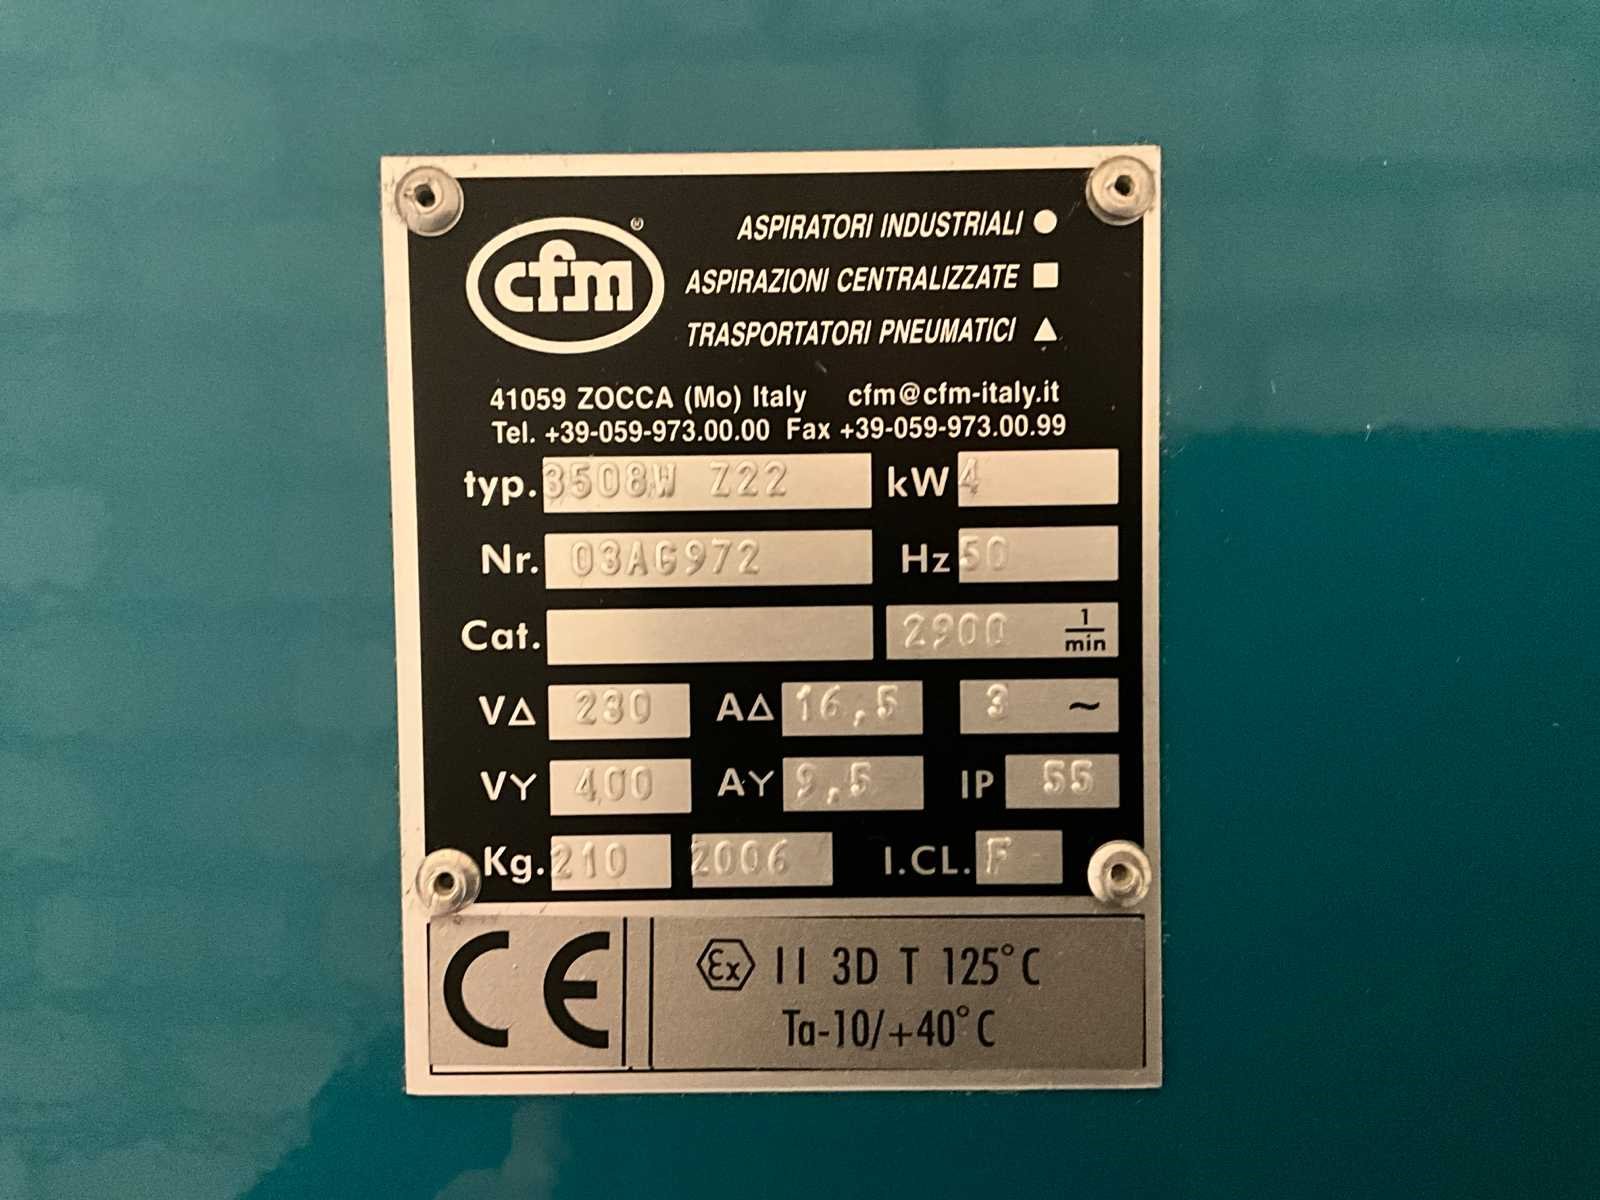 cfm ®
ASPIRATORI INDUSTRIALI ●
ASPIRAZIONI CENTRALIZZATE ■
TRASPORTATORI PNEUMATICI ▲
41059 ZOCCA (Mo) Italy cfm@cfm-italy.it
Tel. +39-059-973.00.00 Fax +39-059-973.00.99
typ. 3508W Z22 kW 4
Nr. 03AG972 Hz 50
Cat. 2900 1/min
V∆ 230 A∆ 16,5 3 ~
VY 400 AY 9,5 IP 55
Kg. 210 2006 I.CL. F
CE Ex II 3D T 125°C
Ta-10/+40°C